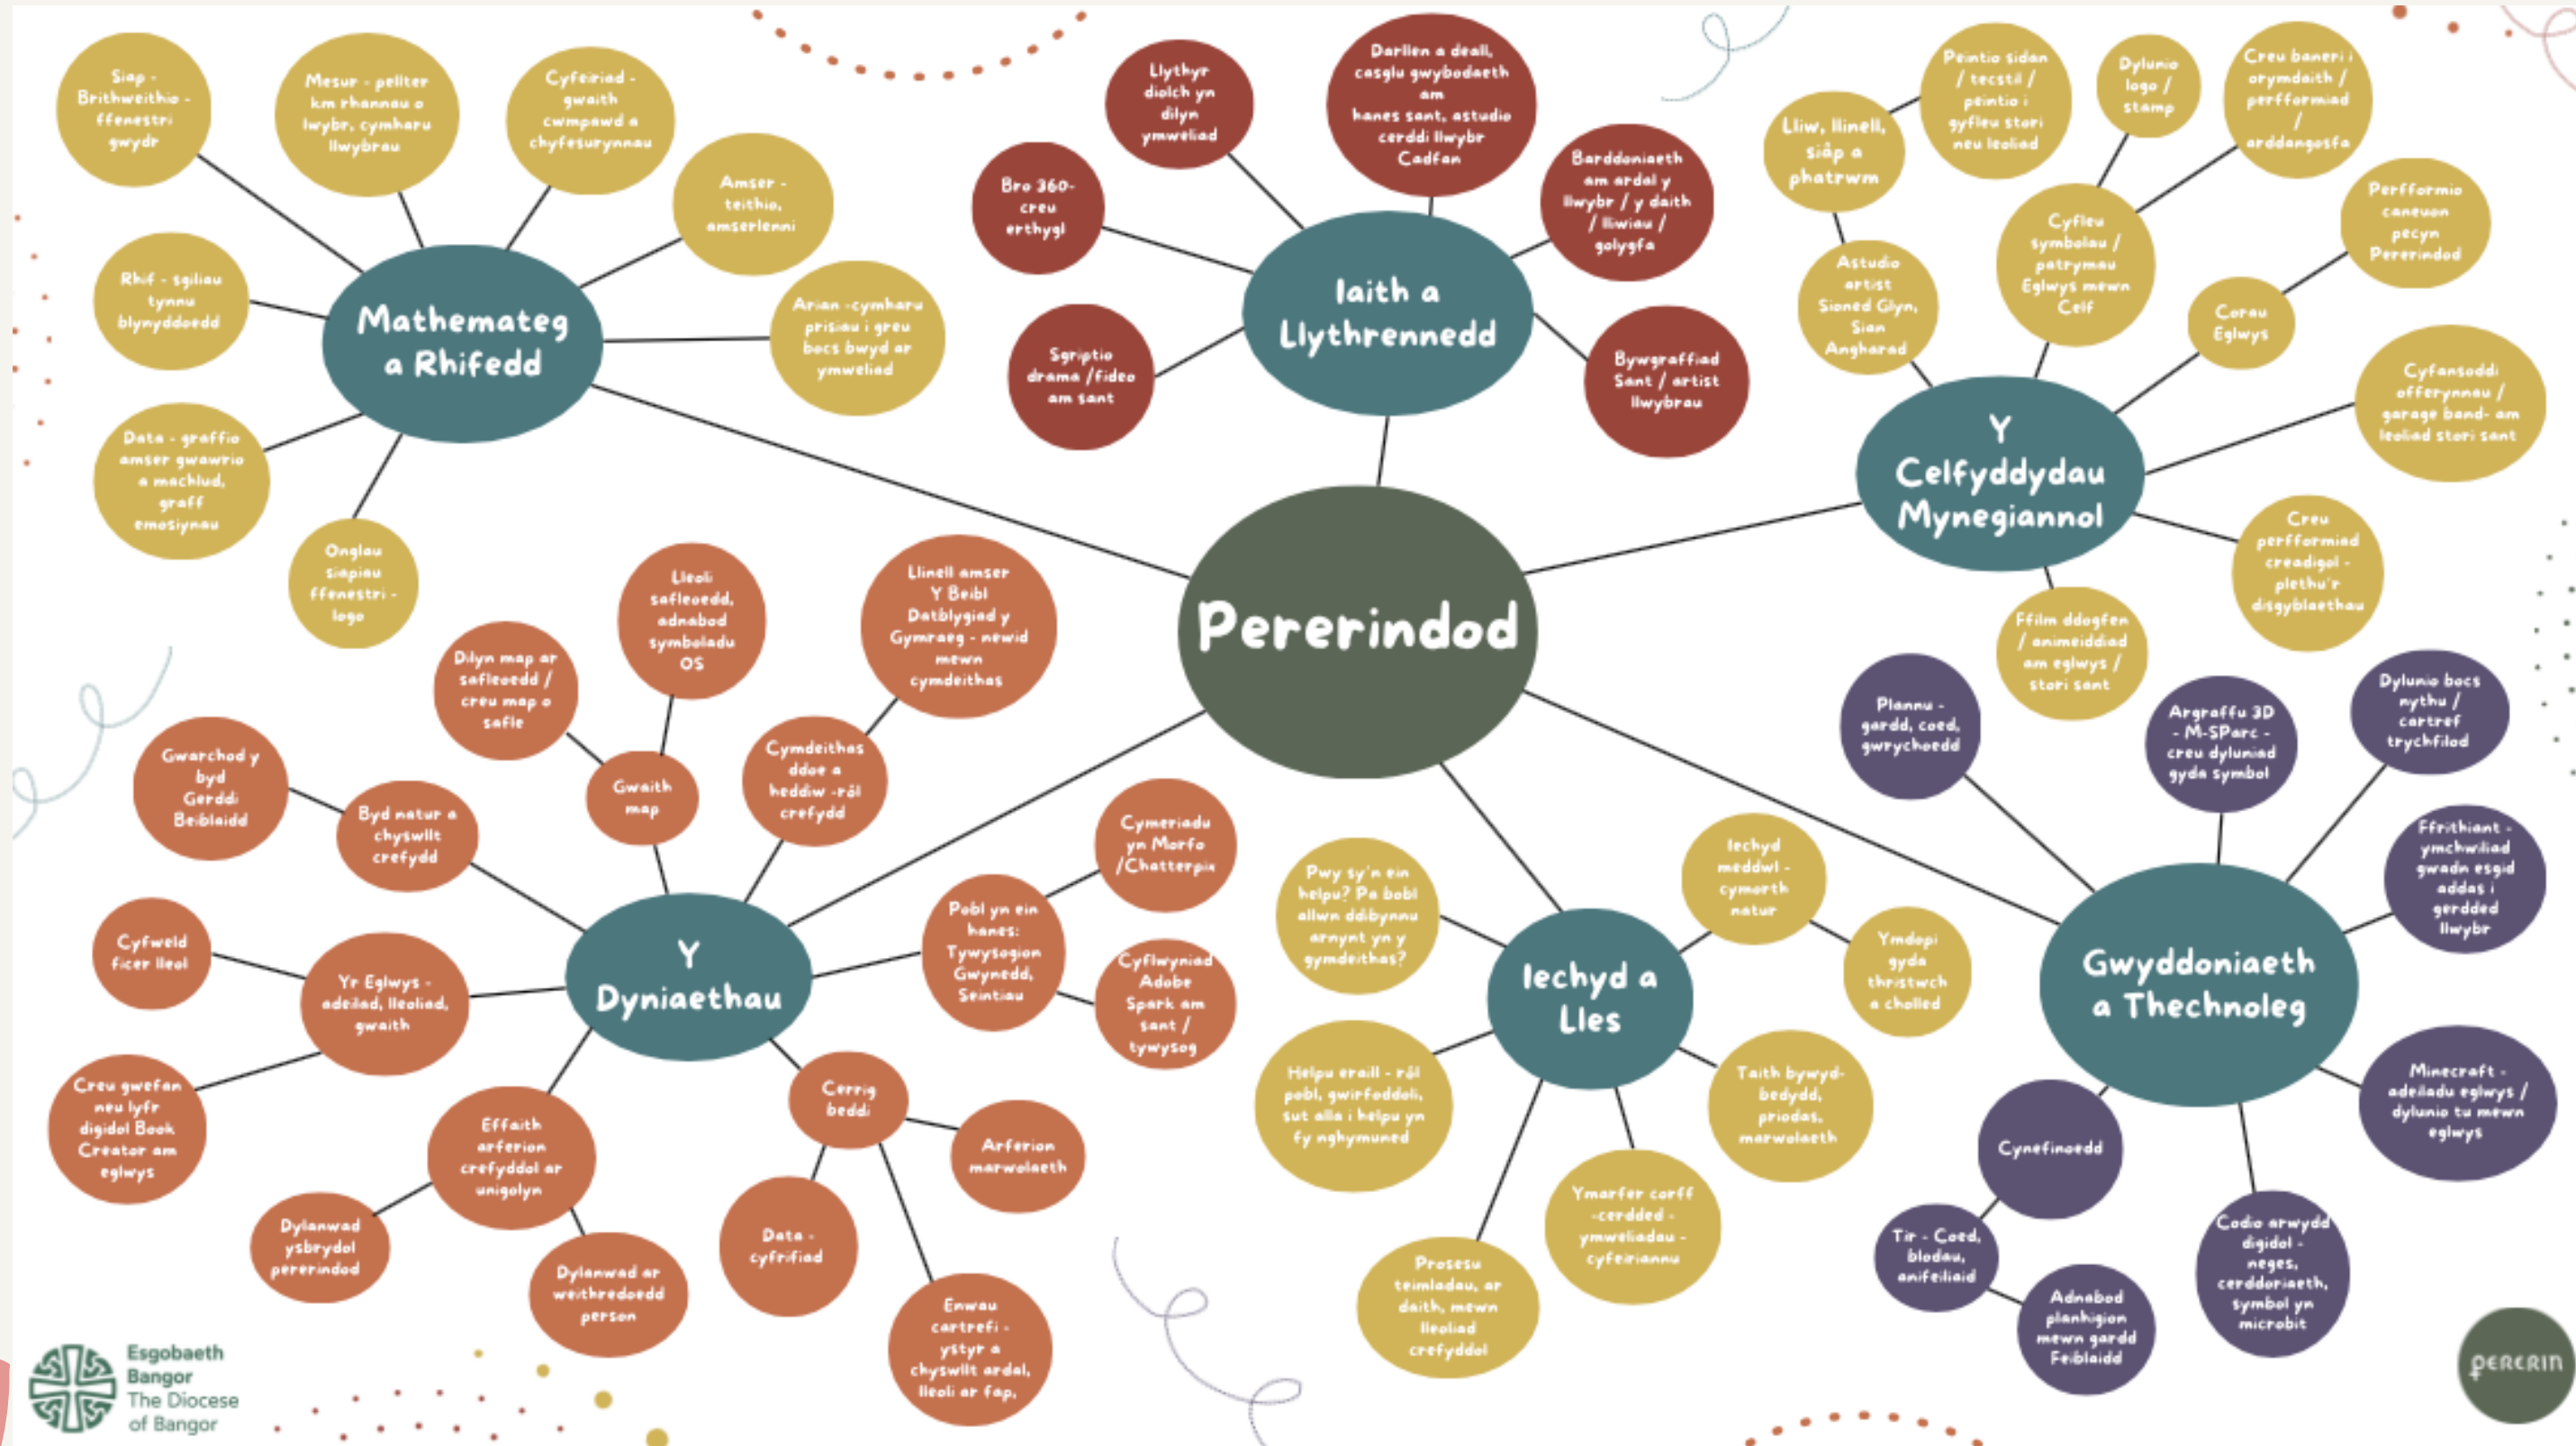 Siap -
Brithweithio -
ffenestri
gwydr
Mesur - pellter
km rhannau o
lwybr, cymharu
llwybrau
Cyfeiriad -
gwaith
cwmpawd a
chyfesurynnau
Amser -
teithio,
amserlenni
Arian -cymharu
prisiau i greu
bocs bwyd ar
ymweliad
Rhif - sgiliau
tynnu
blynyddoedd
Data - graffio
amser gwawrio
a machlud,
graff
emosiynau
Onglau
siapiau
ffenestri -
logo
Mathemateg
a Rhifedd
Llythyr
diolch yn
dilyn
ymweliad
Darllen a deall,
casglu gwybodaeth
am
hanes sant, astudio
cerddi llwybr
Cadfan
Barddoniaeth
am ardal y
llwybr / y daith
/ lliwiau /
golygfa
Bro 360-
creu
erthygl
Sgriptio
drama /fideo
am sant
Bywgraffiad
Sant / artist
llwybrau
Iaith a
Llythrennedd
Peintio sidan
/ tecstil /
peintio i
gyfleu stori
neu leoliad
Dylunio
logo /
stamp
Creu baneri i
orymdaith /
perfformiad
/
arddangosfa
Lliw, llinell,
siâp a
phatrwm
Astudio
artist
Sioned Glyn,
Sian
Angharad
Cyfleu
symbolau /
patrymau
Eglwys mewn
Celf
Perfformio
caneuon
pecyn
Pererindod
Corau
Eglwys
Cyfansoddi
offerynnau /
garage band- am
leoliad stori sant
Creu
perfformiad
creadigol -
plethu'r
disgyblaethau
Ffilm ddogfen
/ animeiddiad
am eglwys /
stori sant
Y
Celfyddydau
Mynegiannol
Pererindod
Lleoli
safleoedd,
adnabod
symboladu
OS
Llinell amser
Y Beibl
Datblygiad y
Gymraeg - newid
mewn
cymdeithas
Dilyn map ar
safleoedd /
creu map o
safle
Gwaith
map
Cymdeithas
ddoe a
heddiw -rôl
crefydd
Gwarchod y
byd
Gerddi
Beiblaidd
Byd natur a
chyswllt
crefydd
Cyfweld
ficer lleol
Yr Eglwys -
adeilad, lleoliad,
gwaith
Creu gwefan
neu lyfr
digidol Book
Creator am
eglwys
Effaith
arferion
crefyddol ar
unigolyn
Dylanwad
ysbrydol
pererindod
Dylanwad ar
weithredoedd
person
Y
Dyniaethau
Pobl yn ein
hanes:
Tywysogion
Gwynedd,
Seintiau
Cymeriadu
yn Morfo
/Chatterpix
Cyflwyniad
Adobe
Spark am
sant /
tywysog
Cerrig
beddi
Arferion
marwolaeth
Data -
cyfrifiad
Enwau
cartrefi -
ystyr a
chyswllt ardal,
lleoli ar fap,
Pwy sy'n ein
helpu? Pa bobl
allwn ddibynnu
arnynt yn y
gymdeithas?
Iechyd
meddwl -
cymorth
natur
Ymdopi
gyda
thristwch
a cholled
Iechyd a
Lles
Helpu eraill - rôl
pobl, gwirfoddoli,
sut alla i helpu yn
fy nghymuned
Taith bywyd-
bedydd,
priodas,
marwolaeth
Ymarfer corff
-cerdded -
ymweliadau -
cyfeiriannu
Prosesu
teimladau, ar
daith, mewn
lleoliad
crefyddol
Plannu -
gardd, coed,
gwrychoedd
Argraffu 3D
- M-SParc -
creu dyluniad
gyda symbol
Dylunio bocs
nythu /
cartref
trychfilod
Ffrithiant -
ymchwiliad
gwadn esgid
addas i
gerdded
llwybr
Gwyddoniaeth
a Thechnoleg
Minecraft -
adeiladu eglwys /
dylunio tu mewn
eglwys
Cynefinoedd
Tir - Coed,
blodau,
anifeiliaid
Adnabod
planhigion
mewn gardd
Feiblaidd
Codio arwydd
digidol -
neges,
cerddoriaeth,
symbol yn
microbit
Esgobaeth
Bangor
The Diocese
of Bangor
PERERIN